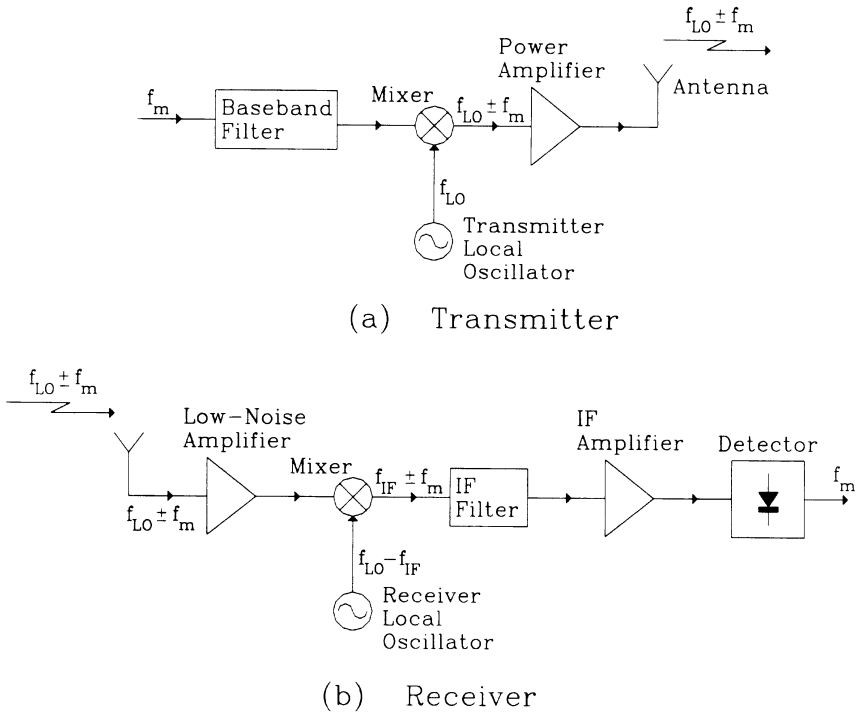 f_LO ± f_m
Power
Amplifier
Antenna
f_m
Baseband
Filter
Mixer
f_LO ± f_m
f_LO
Transmitter
Local
Oscillator
(a) Transmitter
f_LO ± f_m
Low-Noise
Amplifier
Mixer
f_LO ± f_m
f_IF ± f_m
IF
Filter
IF
Amplifier
Detector
f_m
f_LO-f_IF
Receiver
Local
Oscillator
(b) Receiver